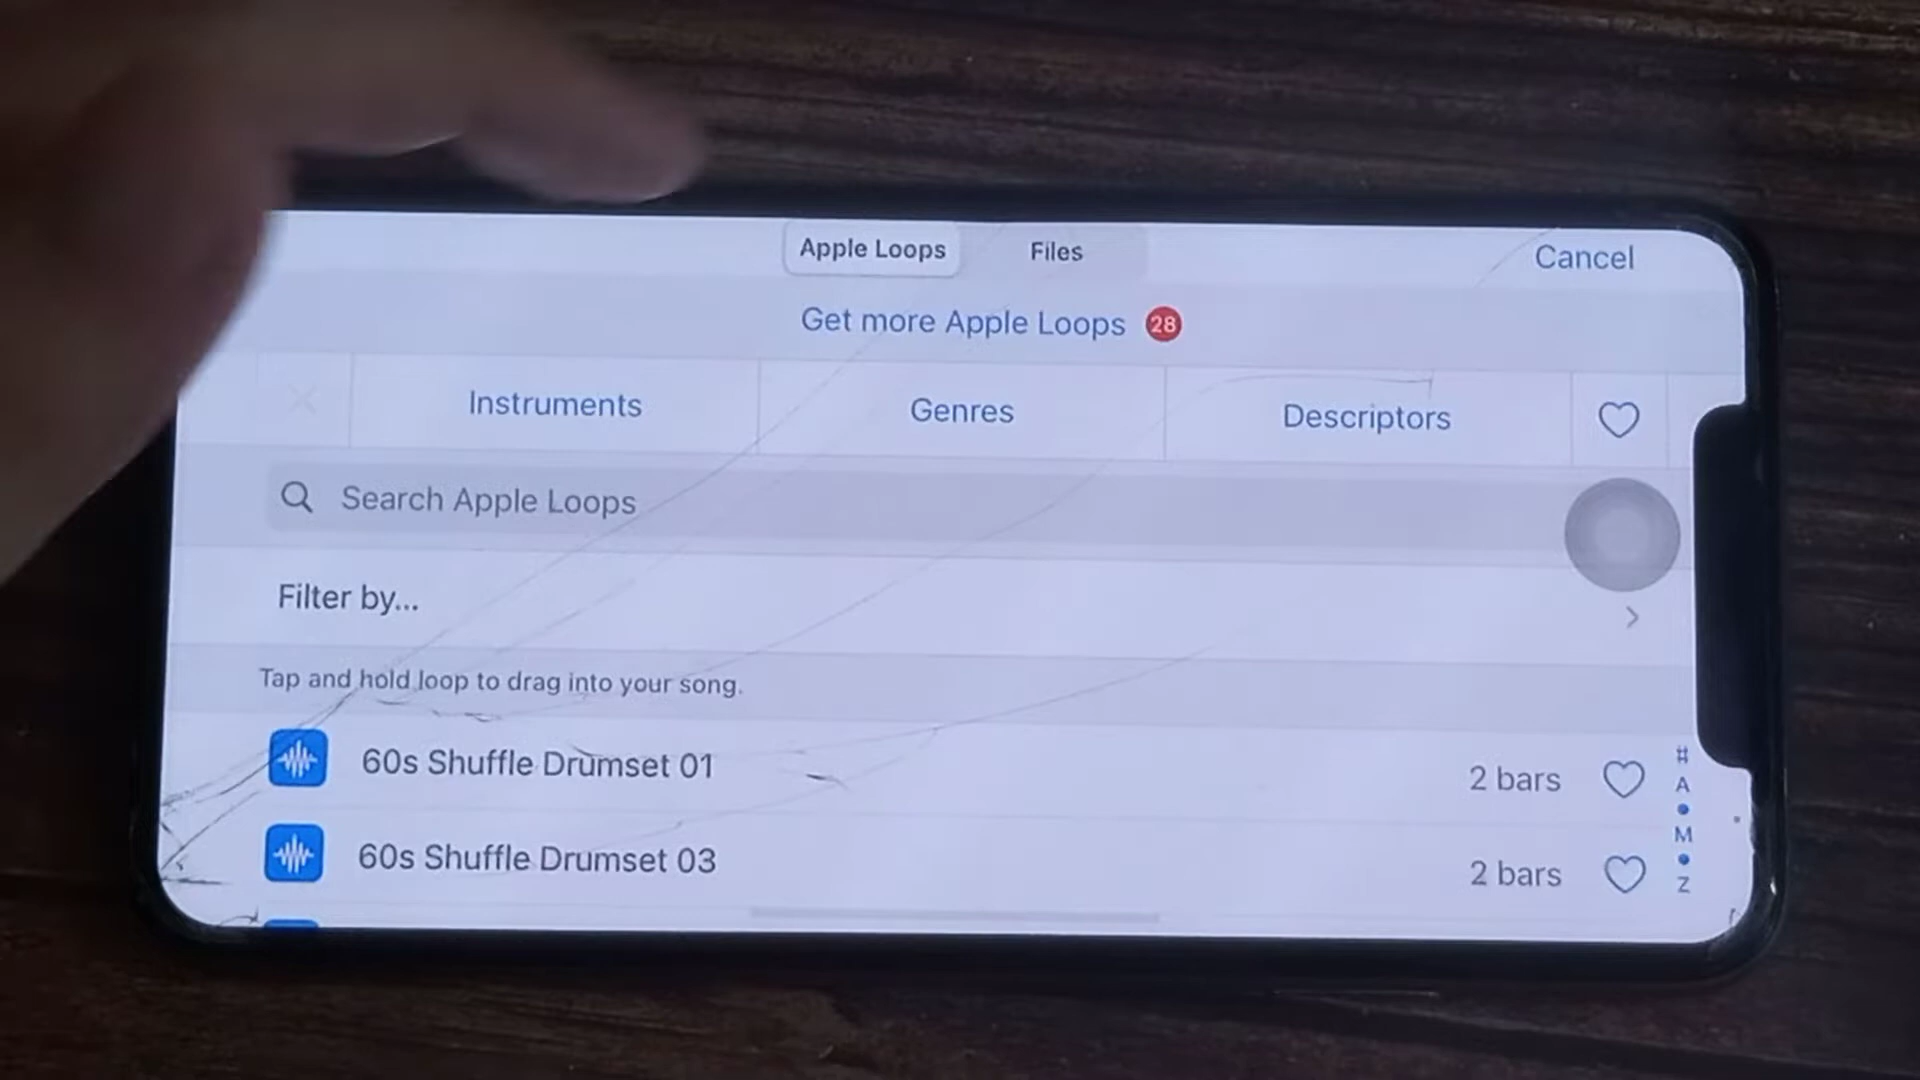 Apple Loops Files Cancel
Get more Apple Loops 28
Instruments Genres Descriptors
Search Apple Loops
Filter by...
Tap and hold loop to drag into your song.
60s Shuffle Drumset 01 2 bars
60s Shuffle Drumset 03 2 bars
#
A
M
Z